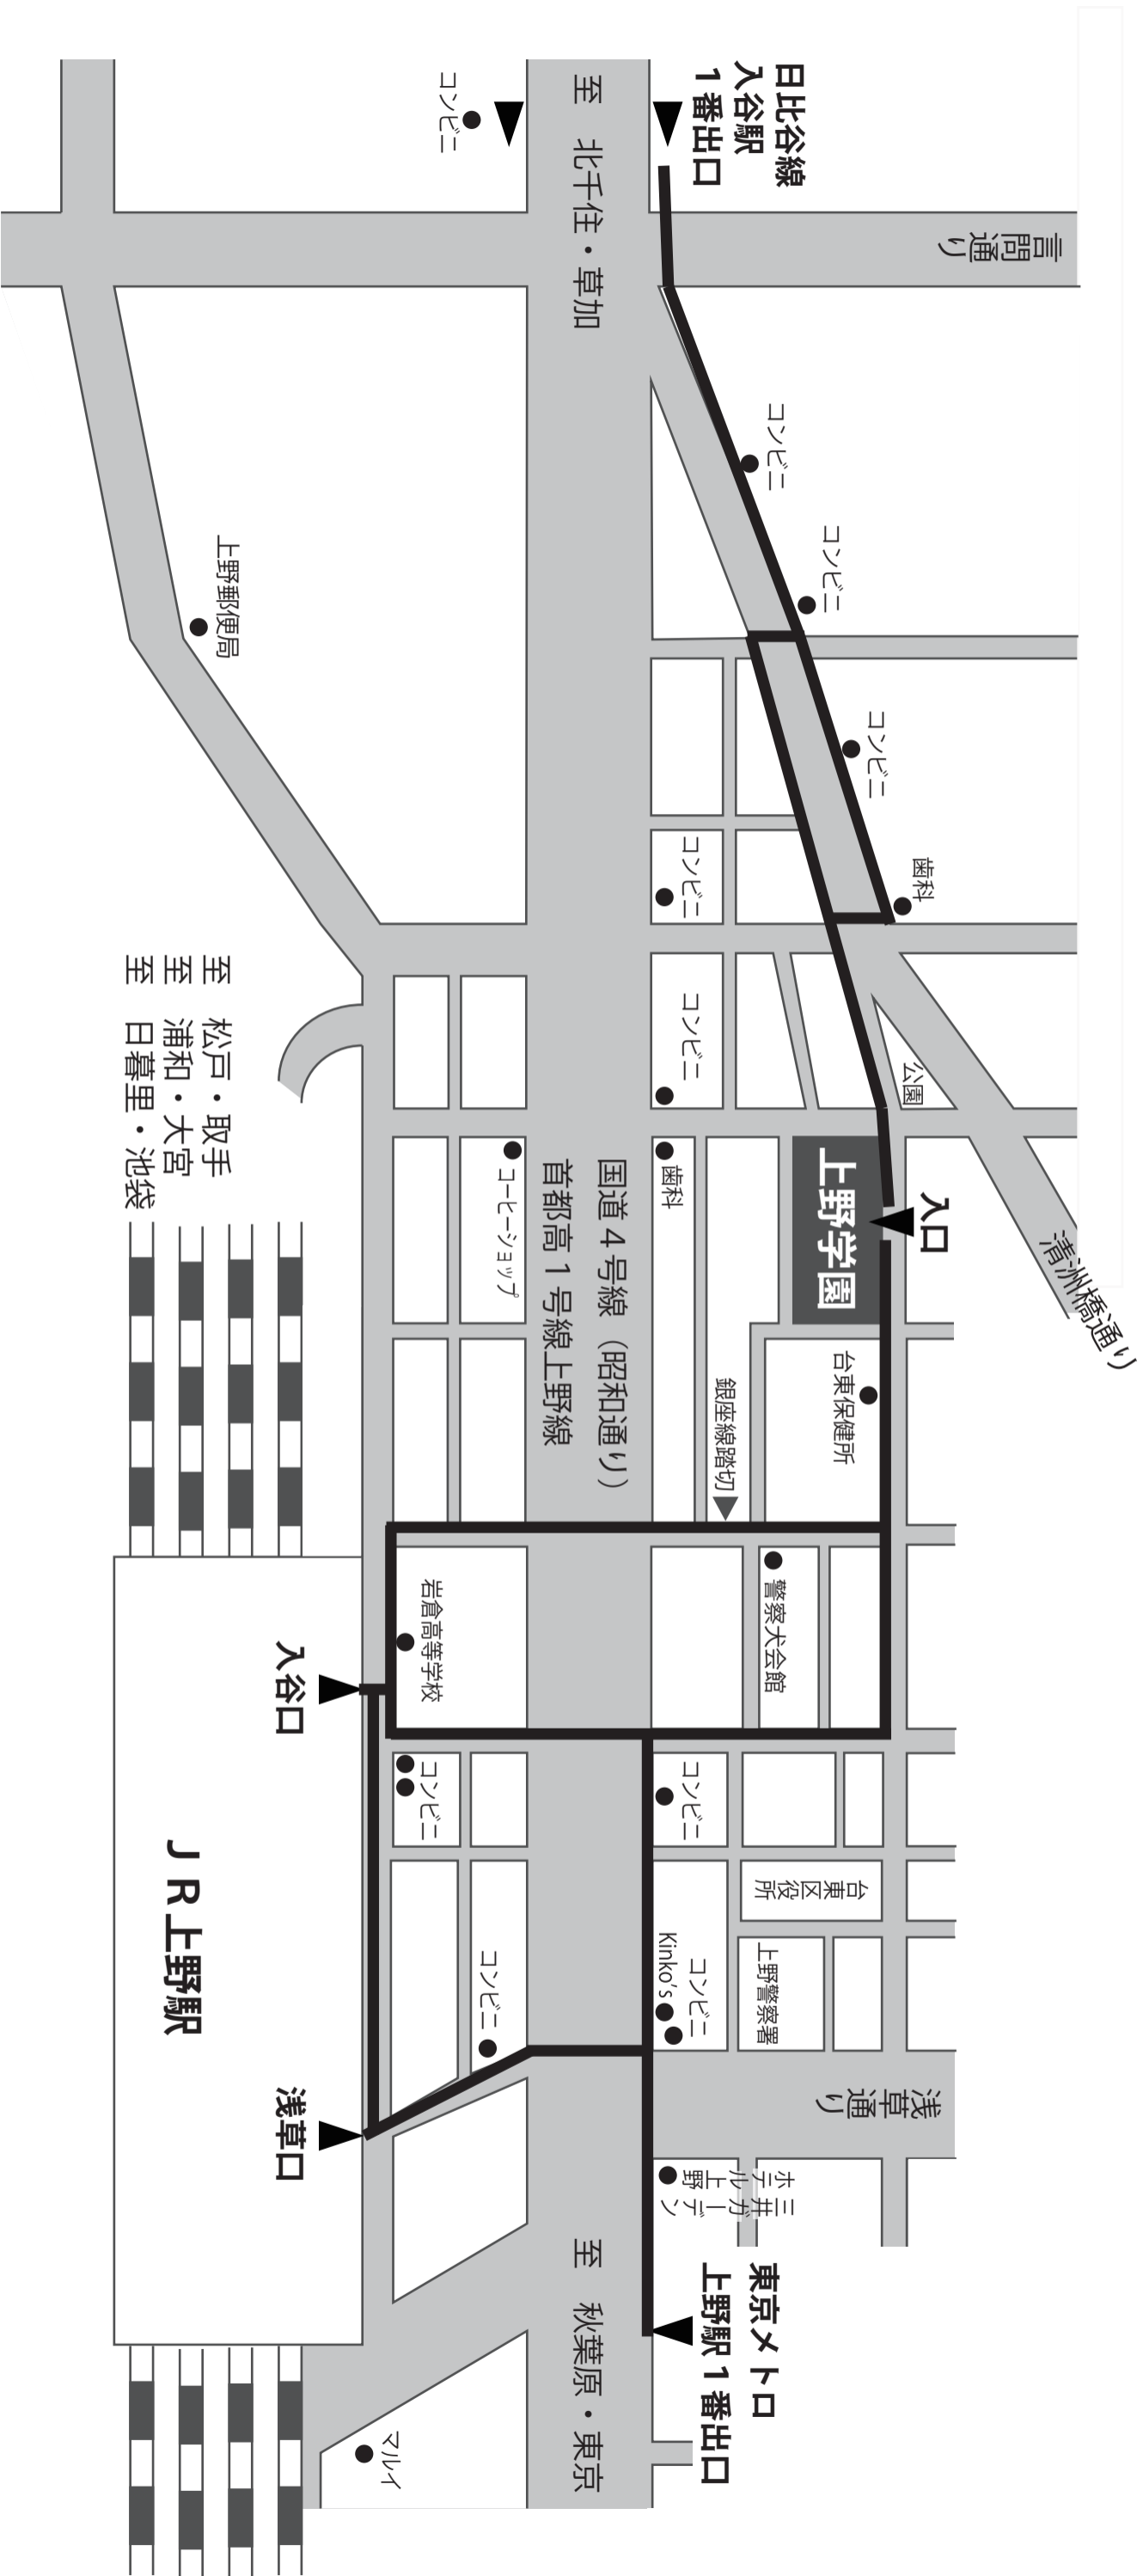 日比谷線
入谷駅
1番出口
コンビニ
至　北千住・草加
言問通り
コンビニ
コンビニ
コンビニ
歯科
上野郵便局
コンビニ
コンビニ
公園
清洲橋通り
至　松戸・取手
至　浦和・大宮
至　日暮里・池袋
入口
上野学園
歯科
コーヒーショップ
国道4号線（昭和通り）
首都高1号線上野線
台東保健所
銀座線踏切
警察犬会館
岩倉高等学校
入谷口
コンビニ
コンビニ
台東区役所
上野警察署
コンビニ
Kinko's
コンビニ
JR上野駅
浅草口
浅草通り
三井ガーデン
ホテル上野
東京メトロ
上野駅1番出口
至　秋葉原・東京
マルイ